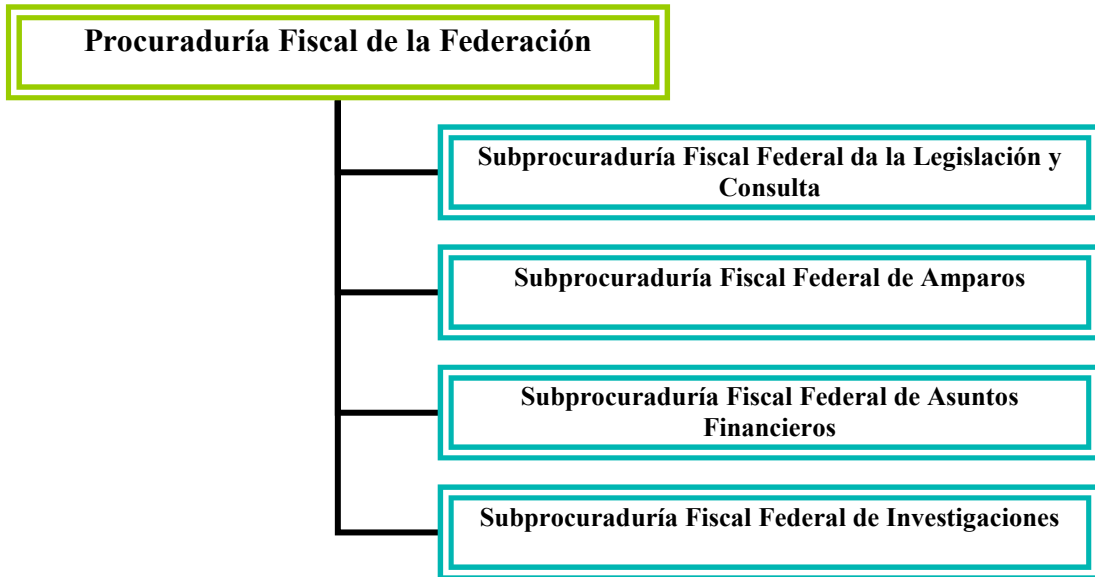 Procuraduría Fiscal de la Federación
Subprocuraduría Fiscal Federal da la Legislación y
Consulta
Subprocuraduría Fiscal Federal de Amparos
Subprocuraduría Fiscal Federal de Asuntos
Financieros
Subprocuraduría Fiscal Federal de Investigaciones